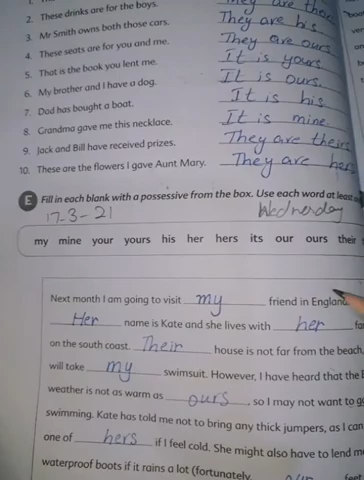 2. These drinks are for the boys. They are theirs
3. Mr Smith owns both those cars. They are his
4. These seats are for you and me. They are ours
5. That is the book you lent me. It is yours
6. My brother and I have a dog. It is ours.
7. Dad has bought a boat. It is his
8. Grandma gave me this necklace. It is mine
9. Jack and Bill have received prizes. They are theirs
10. These are the flowers I gave Aunt Mary. They are hers
E Fill in each blank with a possessive from the box. Use each word at least
17-3-21 Wednerday
my mine your yours his her hers its our ours their
Next month I am going to visit my friend in England.
Her name is Kate and she lives with her
on the south coast. Their house is not far from the beach.
will take my swimsuit. However, I have heard that the
weather is not as warm as ours, so I may not want to go
swimming. Kate has told me not to bring any thick jumpers, as I can
one of hers if I feel cold. She might also have to lend me
waterproof boots if it rains a lot (fortunately, our feet